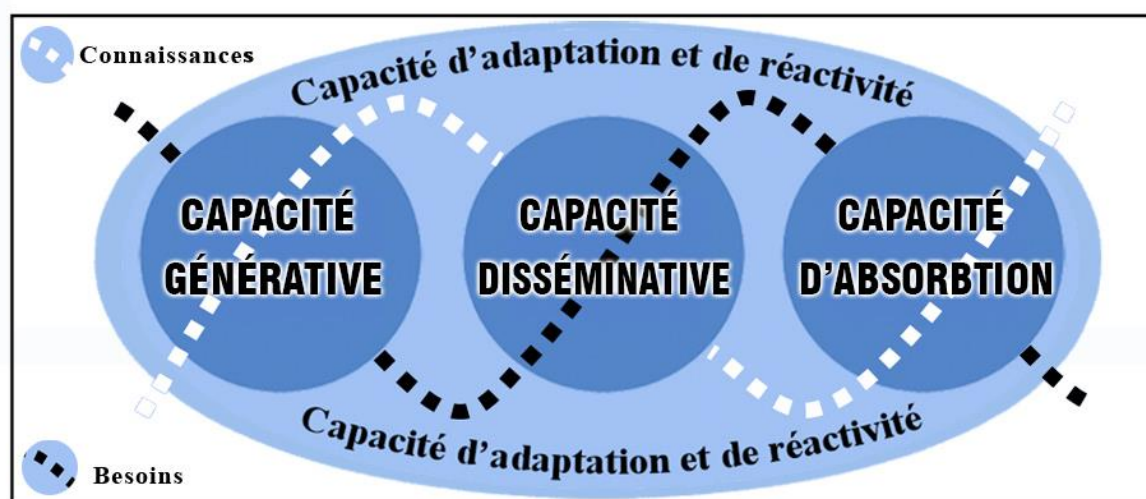 Connaissances
Capacité d’adaptation et de réactivité
CAPACITÉ
GÉNÉRATIVE
CAPACITÉ
DISSÉMINATIVE
CAPACITÉ
D’ABSORBTION
Capacité d’adaptation et de réactivité
Besoins